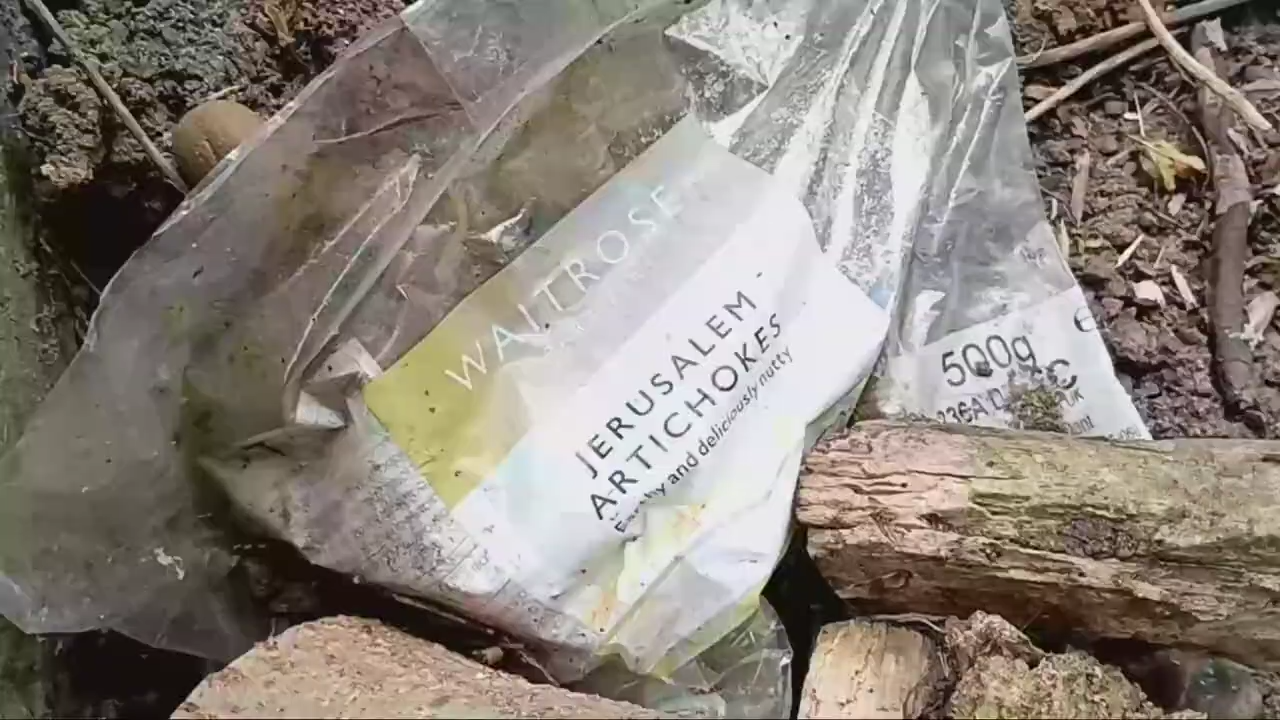 WAITROSE
JERUSALEM
ARTICHOKES
and deliciously nutty
500g